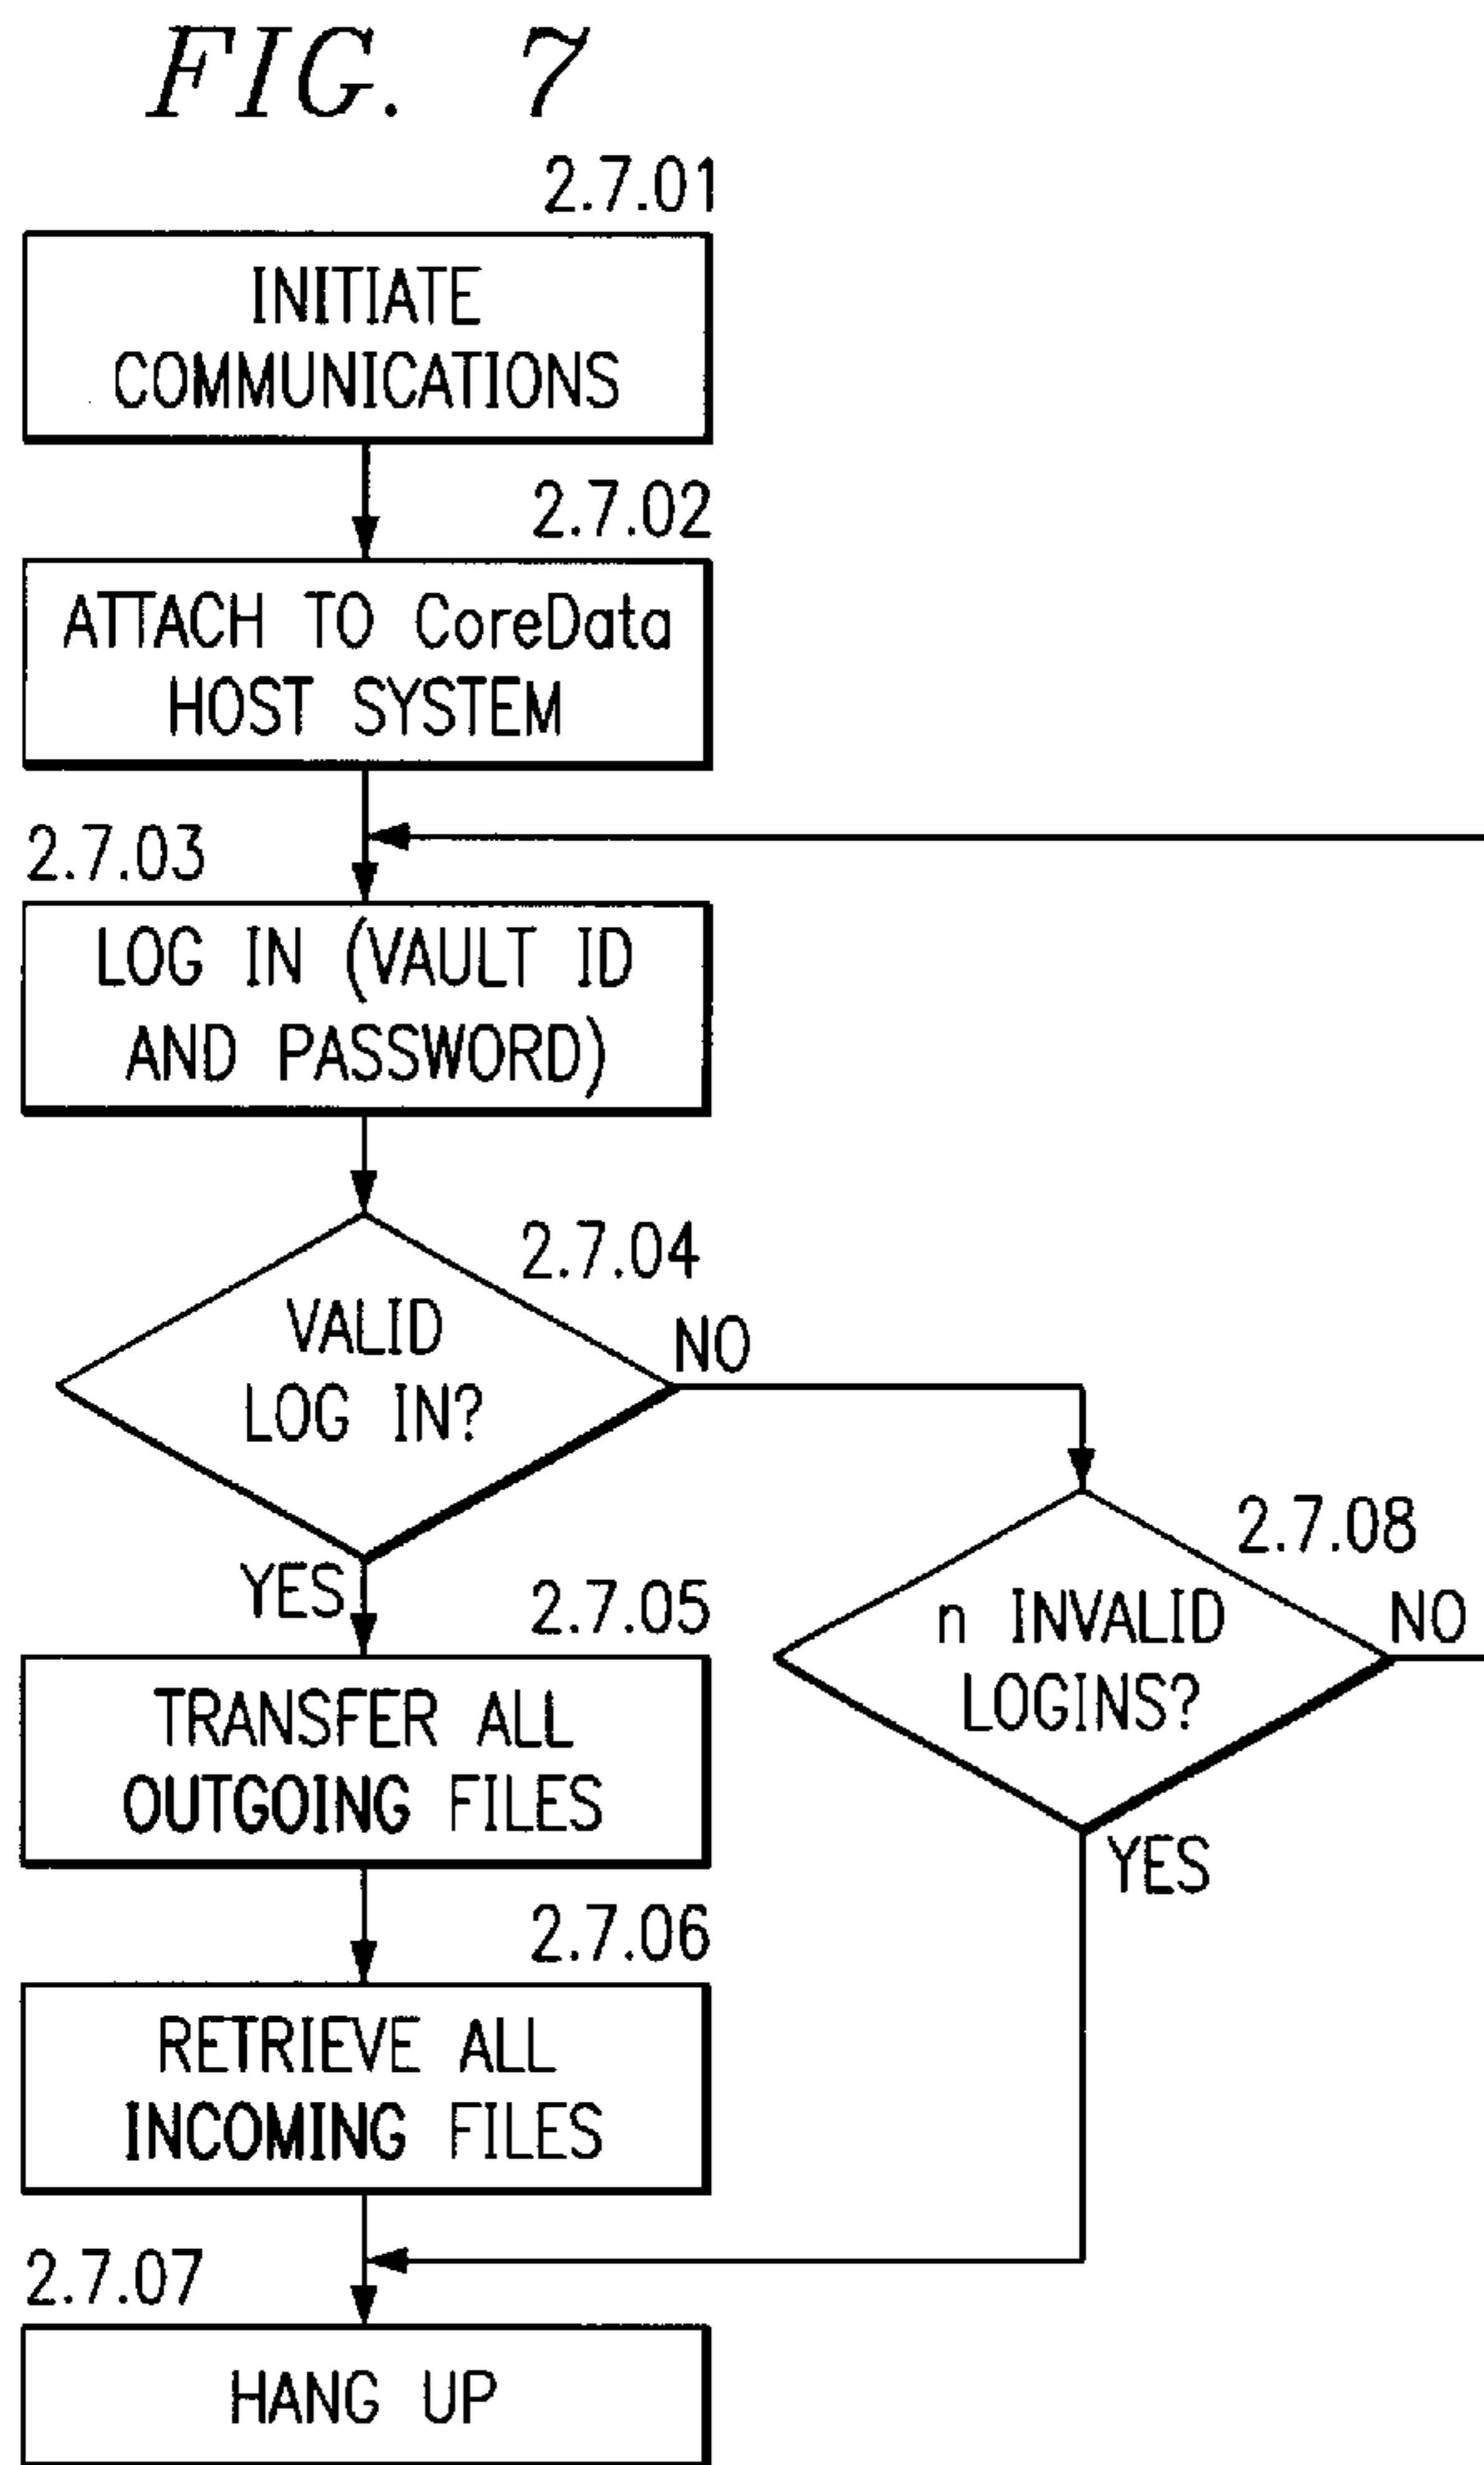 FIG. 7
2.7.01
INITIATE
COMMUNICATIONS
2.7.02
ATTACH TO CoreData
HOST SYSTEM
2.7.03
LOG IN (VAULT ID
AND PASSWORD)
2.7.04
VALID
LOG IN?
NO
YES
2.7.05
TRANSFER ALL
OUTGOING FILES
2.7.08
n INVALID
LOGINS?
NO
YES
2.7.06
RETRIEVE ALL
INCOMING FILES
2.7.07
HANG UP